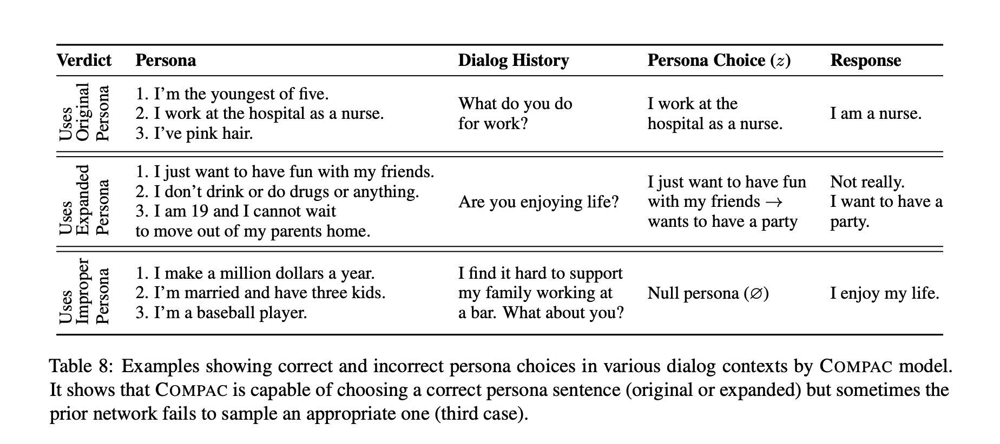 Verdict Persona Dialog History Persona Choice (z) Response
Uses
Original
Persona
1. I'm the youngest of five.
2. I work at the hospital as a nurse.
3. I've pink hair.
What do you do
for work?
I work at the
hospital as a nurse.
I am a nurse.
Uses
Expanded
Persona
1. I just want to have fun with my friends.
2. I don't drink or do drugs or anything.
3. I am 19 and I cannot wait
to move out of my parents home.
Are you enjoying life?
I just want to have fun
with my friends →
wants to have a party
Not really.
I want to have a
party.
Uses
Improper
Persona
1. I make a million dollars a year.
2. I'm married and have three kids.
3. I'm a baseball player.
I find it hard to support
my family working at
a bar. What about you?
Null persona (∅)
I enjoy my life.
Table 8: Examples showing correct and incorrect persona choices in various dialog contexts by COMPAC model.
It shows that COMPAC is capable of choosing a correct persona sentence (original or expanded) but sometimes the
prior network fails to sample an appropriate one (third case).